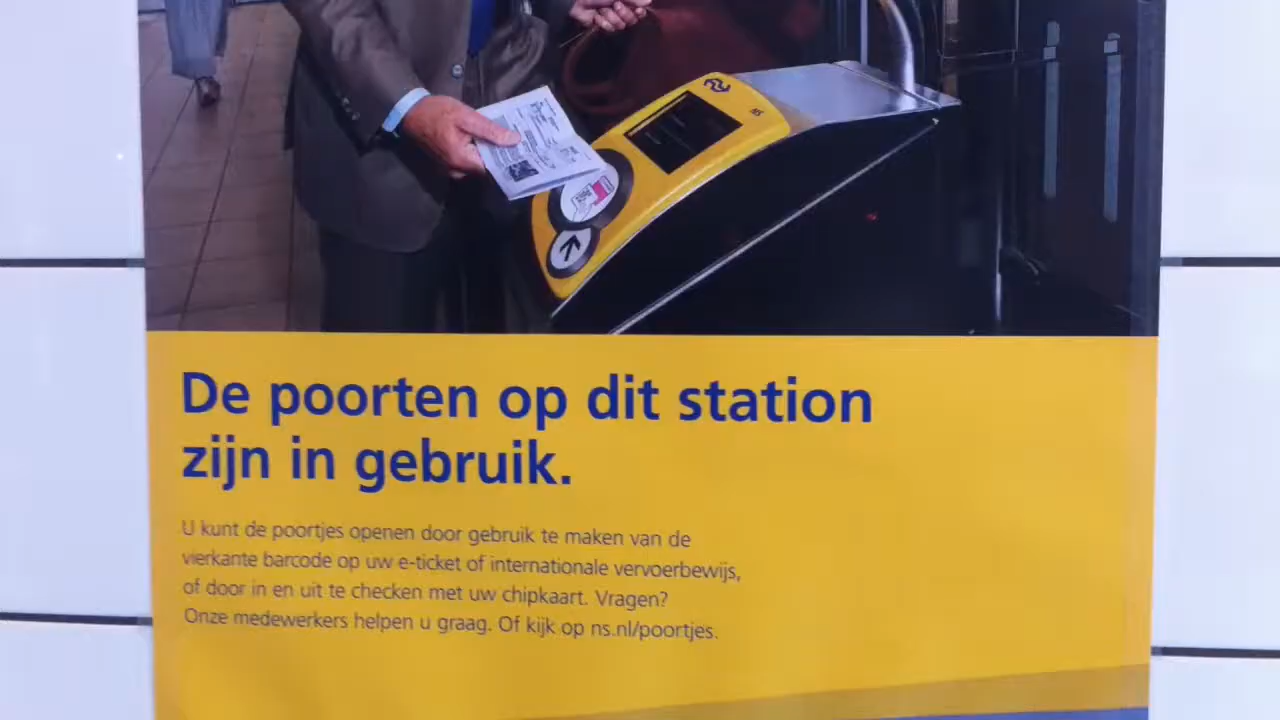 De poorten op dit station
zijn in gebruik.
U kunt de poortjes openen door gebruik te maken van de
vierkante barcode op uw e-ticket of internationale vervoerbewijs,
of door in en uit te checken met uw chipkaart. Vragen?
Onze medewerkers helpen u graag. Of kijk op ns.nl/poortjes.